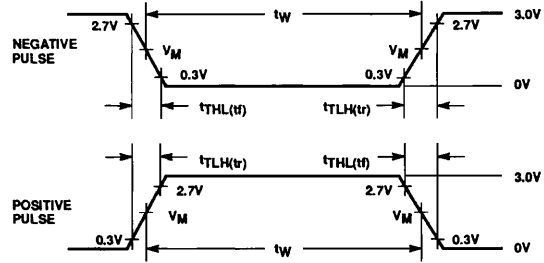 tW
3.0V
2.7V
2.7V
NEGATIVE
PULSE
VM
VM
0.3V
0.3V
0V
tTHL(tf)
tTLH(tr)
tTLH(tr)
tTHL(tf)
3.0V
2.7V
2.7V
POSITIVE
PULSE
VM
VM
0.3V
0.3V
tW
0V